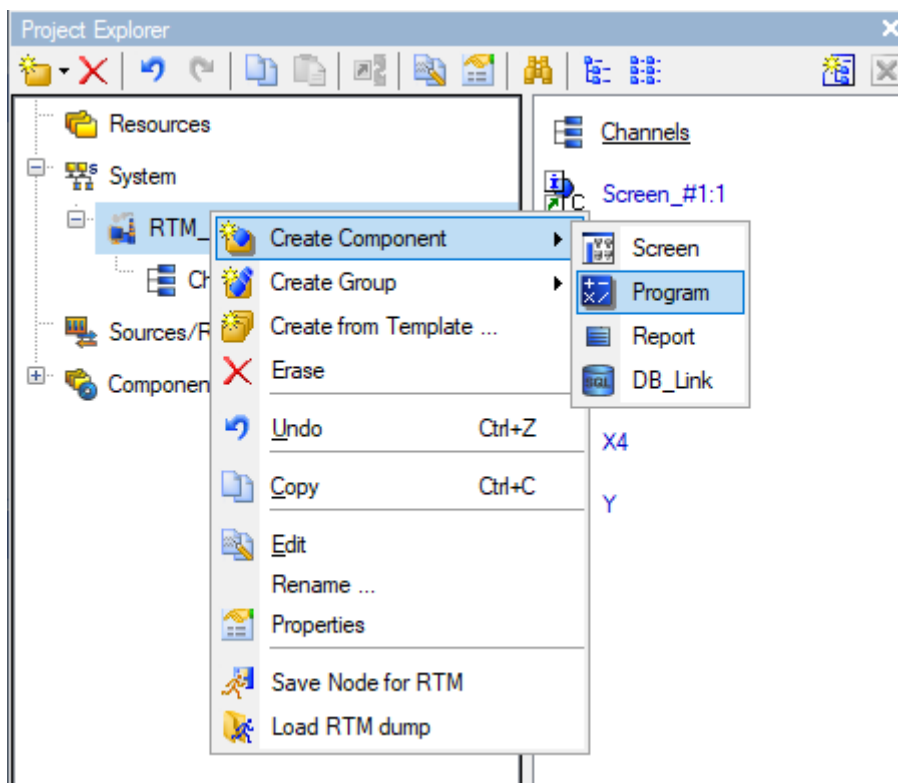 Project Explorer
Resources
Channels
System
Screen_#1:1
RTM_
Create Component
Screen
Ch
Create Group
Program
Sources/R
Create from Template ...
Report
Componen
Erase
DB_Link
Undo Ctrl+Z
X4
Copy Ctrl+C
Y
Edit
Rename ...
Properties
Save Node for RTM
Load RTM dump